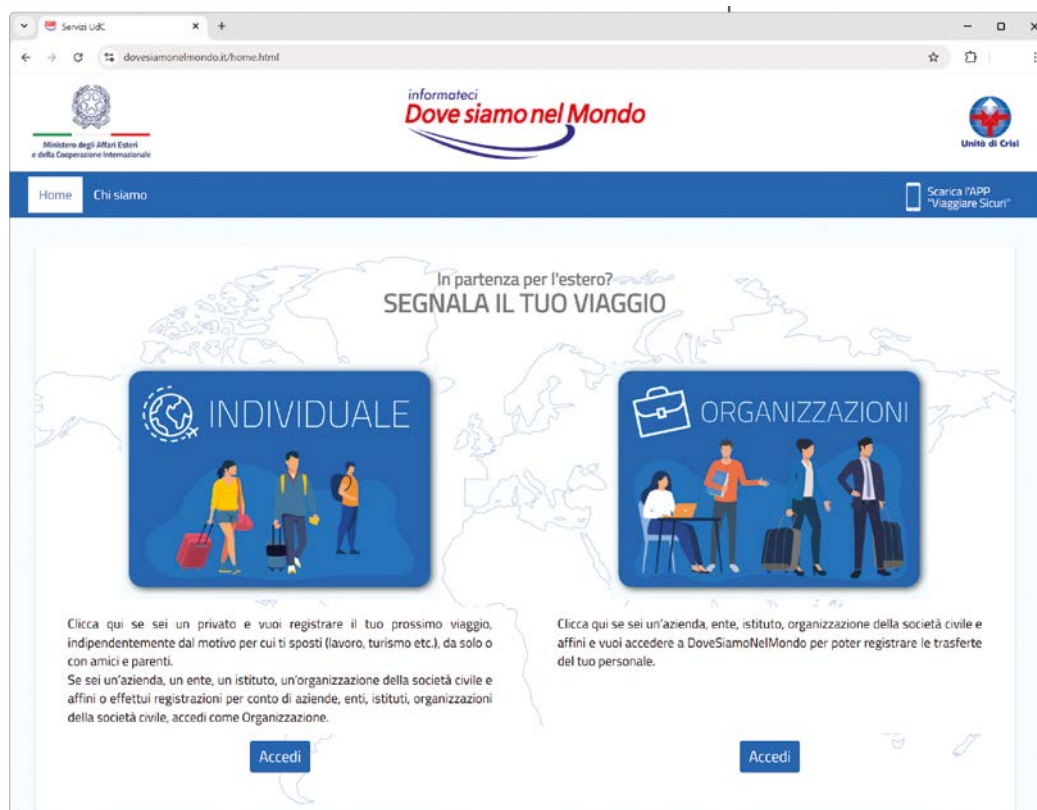 Servizi UdC
dovesiamonelmondo.it/home.html
informateci
Dove siamo nel Mondo
Ministero degli Affari Esteri
e della Cooperazione Internazionale
Unità di Crisi
Home Chi siamo
Scarica l'APP
"Viaggiare Sicuri"
In partenza per l'estero?
SEGNALA IL TUO VIAGGIO
INDIVIDUALE
ORGANIZZAZIONI
Clicca qui se sei un privato e vuoi registrare il tuo prossimo viaggio,
indipendentemente dal motivo per cui ti sposti (lavoro, turismo etc.), da solo o
con amici e parenti.
Se sei un'azienda, un ente, un istituto, un'organizzazione della società civile e
affini o effettui registrazioni per conto di aziende, enti, istituti, organizzazioni
della società civile, accedi come Organizzazione.
Accedi
Clicca qui se sei un'azienda, ente, istituto, organizzazione della società civile e
affini e vuoi accedere a DoveSiamoNelMondo per poter registrare le trasferte
del tuo personale.
Accedi